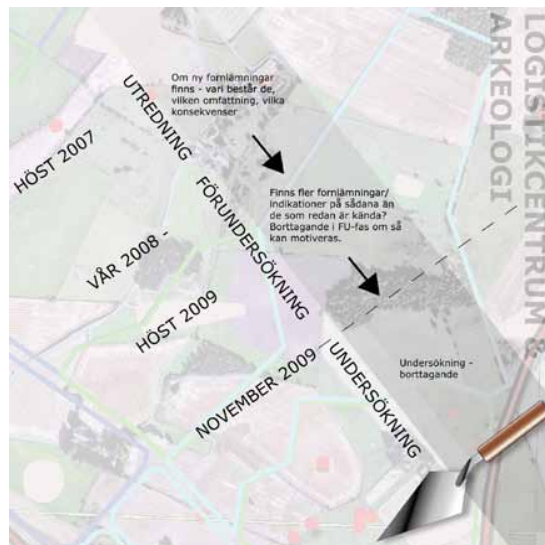 LOGISTIKCENTRUM &
ARKEOLOGI
Om ny fornlämningar
finns - vari består de,
vilken omfattning, vilka
konsekvenser
UTREDNING
HÖST 2007
Finns fler fornlämningar/
indikationer på sådana än
de som redan är kända?
Borttagande i FU-fas om så
kan motiveras.
FÖRUNDERSÖKNING
VÅR 2008 -
HÖST 2009
NOVEMBER 2009
UNDERSÖKNING
Undersökning -
borttagande